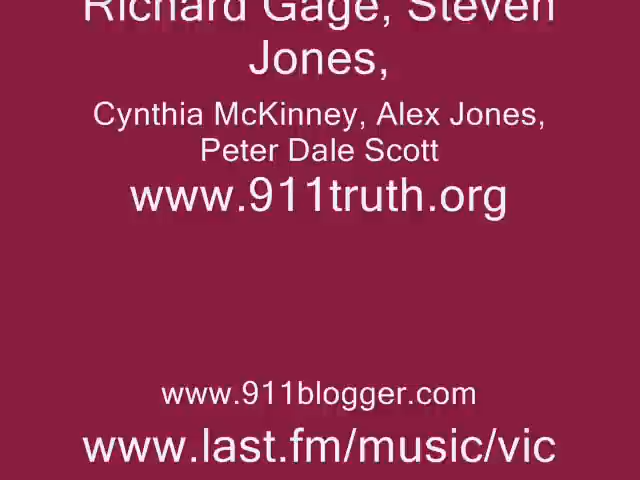 Richard Gage, Steven
Jones,
Cynthia McKinney, Alex Jones,
Peter Dale Scott
www.911truth.org
www.911blogger.com
www.last.fm/music/vic